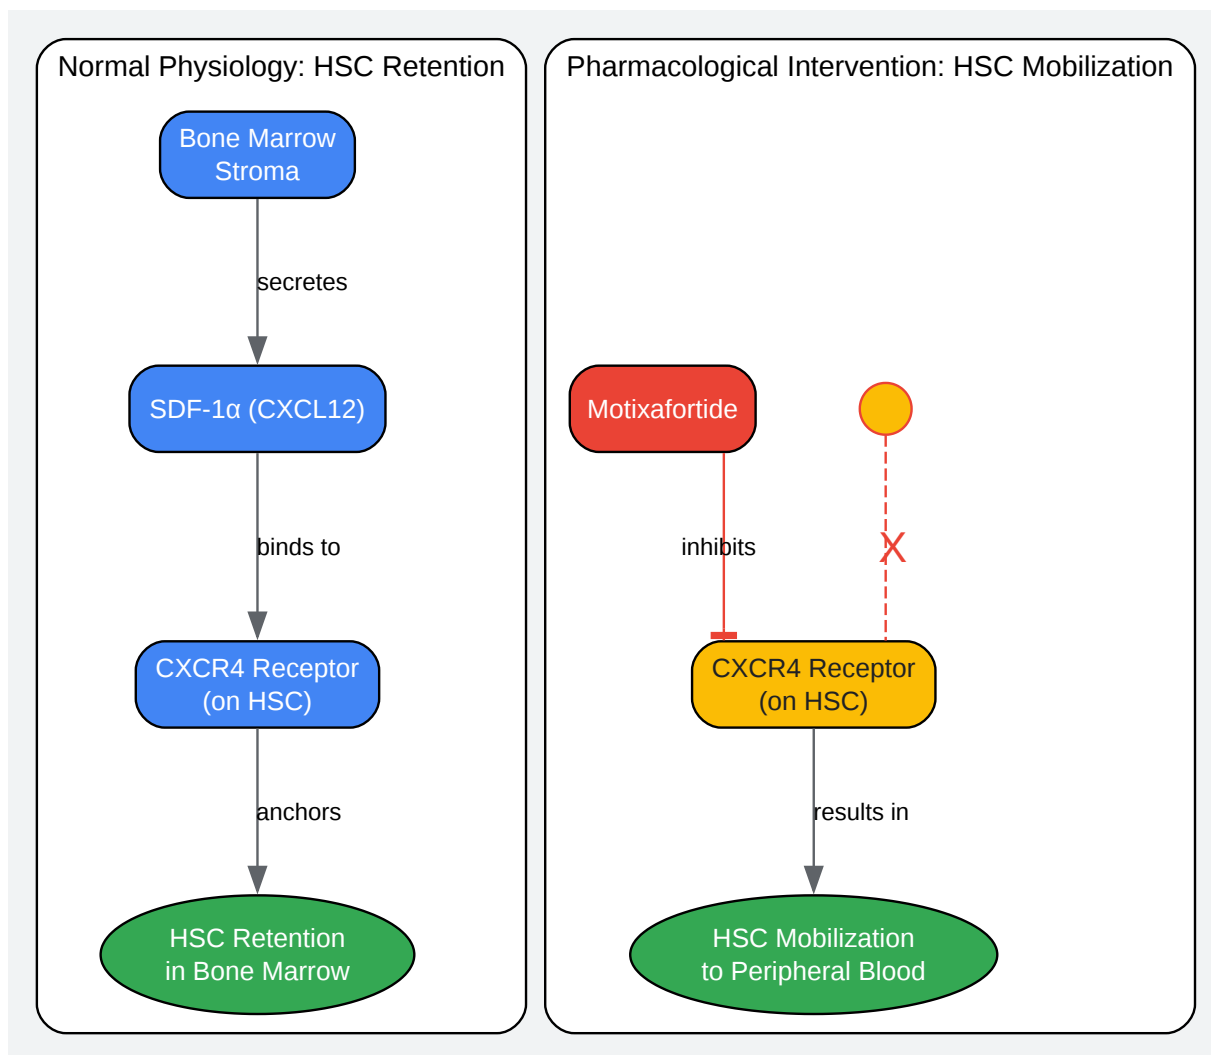 Normal Physiology: HSC Retention
Bone Marrow
Stroma
secretes
SDF-1α (CXCL12)
binds to
CXCR4 Receptor
(on HSC)
anchors
HSC Retention
in Bone Marrow
Pharmacological Intervention: HSC Mobilization
Motixafortide
inhibits
X
CXCR4 Receptor
(on HSC)
results in
HSC Mobilization
to Peripheral Blood